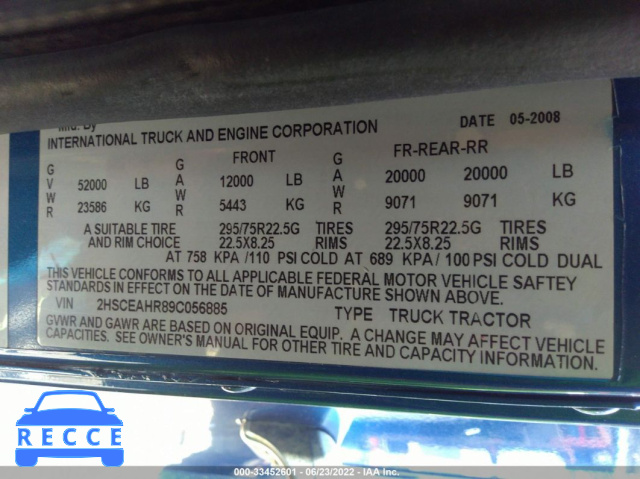 Mfd. By
INTERNATIONAL TRUCK AND ENGINE CORPORATION DATE 05-2008
G G FRONT G FR-REAR-RR
V 52000 LB A 12000 LB A 20000 20000 LB
W W W
R 23586 KG R 5443 KG R 9071 9071 KG
A SUITABLE TIRE 295/75R22.5G TIRES 295/75R22.5G TIRES
AND RIM CHOICE 22.5X8.25 RIMS 22.5X8.25 RIMS
AT 758 KPA /110 PSI COLD AT 689 KPA / 100 PSI COLD DUAL
THIS VEHICLE CONFORMS TO ALL APPLICABLE FEDERAL MOTOR VEHICLE SAFTEY
STANDARDS IN EFFECT ON THE DATE OF MANUFACTURE SHOWN ABOVE.
VIN 2HSCEAHR89C056885 TYPE TRUCK TRACTOR
GVWR AND GAWR ARE BASED ON ORIGINAL EQUIP. A CHANGE MAY AFFECT VEHICLE
CAPACITIES. SEE OWNER'S MANUAL FOR OTHER TIRE AND CAPACITY INFORMATION.
RECCE
000-33452601 - 06/23/2022 - IAA Inc.